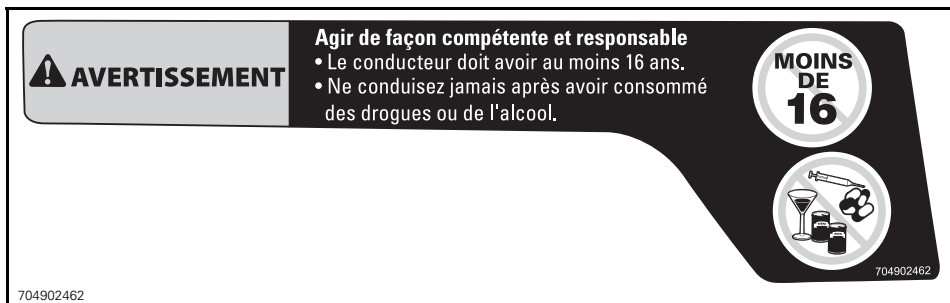 AVERTISSEMENT
Agir de façon compétente et responsable
• Le conducteur doit avoir au moins 16 ans.
• Ne conduisez jamais après avoir consommé
des drogues ou de l'alcool.
MOINS
DE
16
704902462
704902462